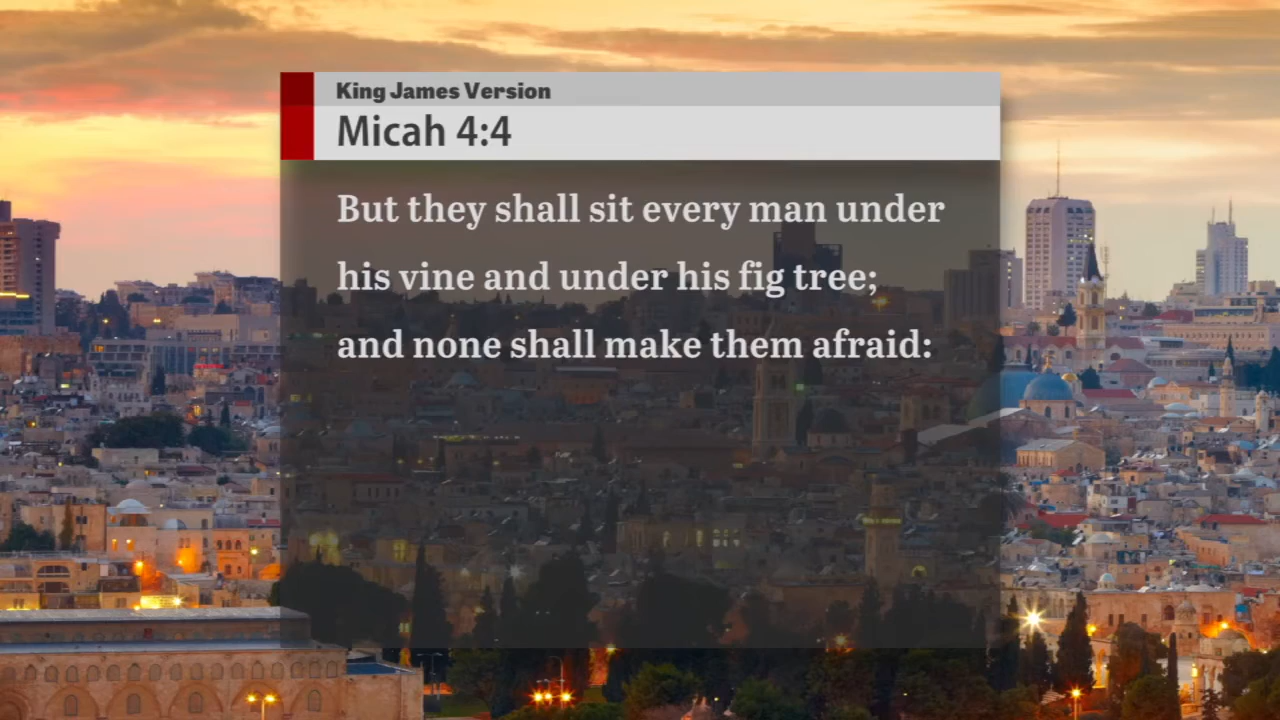 King James Version
Micah 4:4
But they shall sit every man under
his vine and under his fig tree;
and none shall make them afraid: